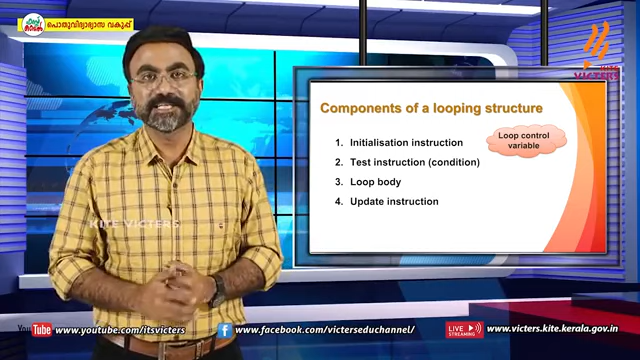 പൊതുവിദ്യാഭ്യാസ വകുപ്പ്
KITE
VICTERS
Components of a looping structure
Loop control
variable
1. Initialisation instruction
2. Test instruction (condition)
3. Loop body
4. Update instruction
KITE VICTERS
YouTube www.youtube.com/itsvicters
f www.facebook.com/victerseduchannel/
LIVE
STREAMING
www.victers.kite.kerala.gov.in